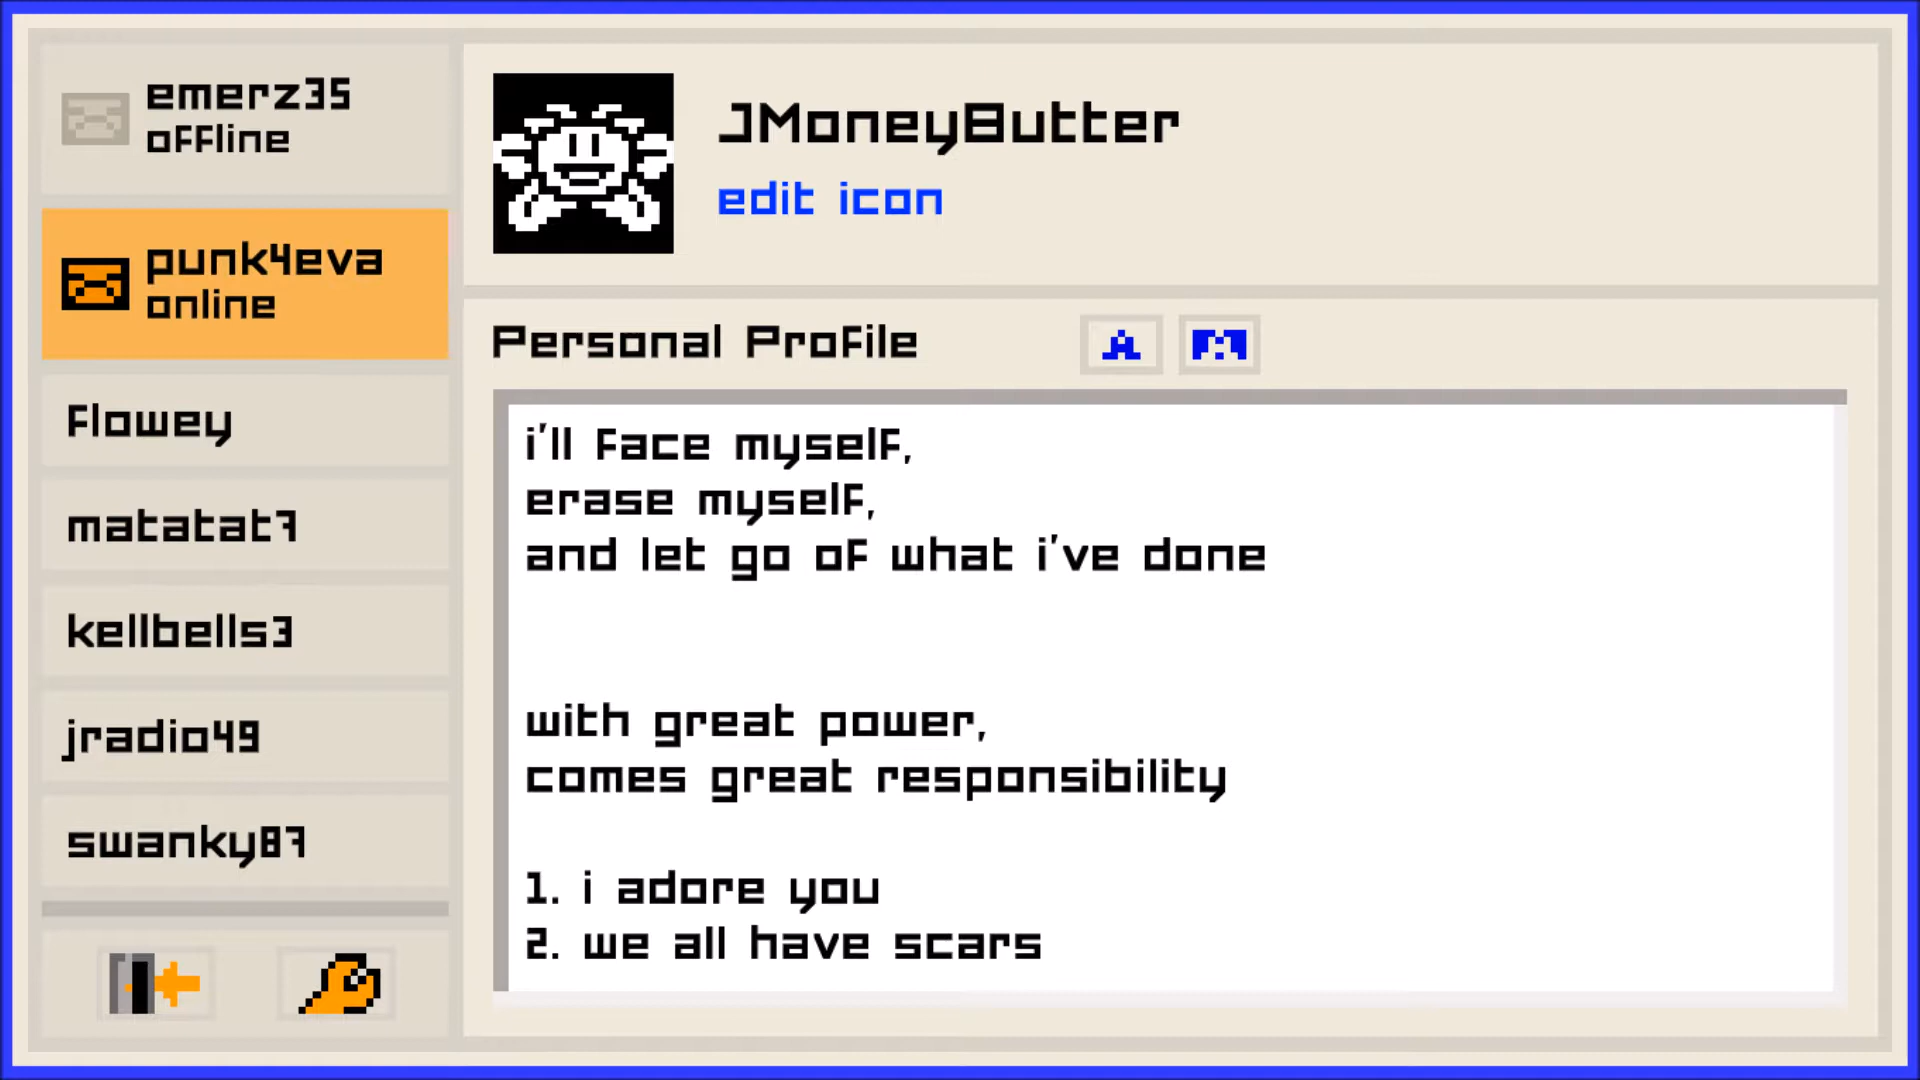 emerz35
offline
punk4eva
online
flowey
matatat7
kellbells3
jradio49
swanky87
JMoneyButter
edit icon
Personal Profile
A
i'll face myself,
erase myself,
and let go of what i've done
with great power,
comes great responsibility
1. i adore you
2. we all have scars